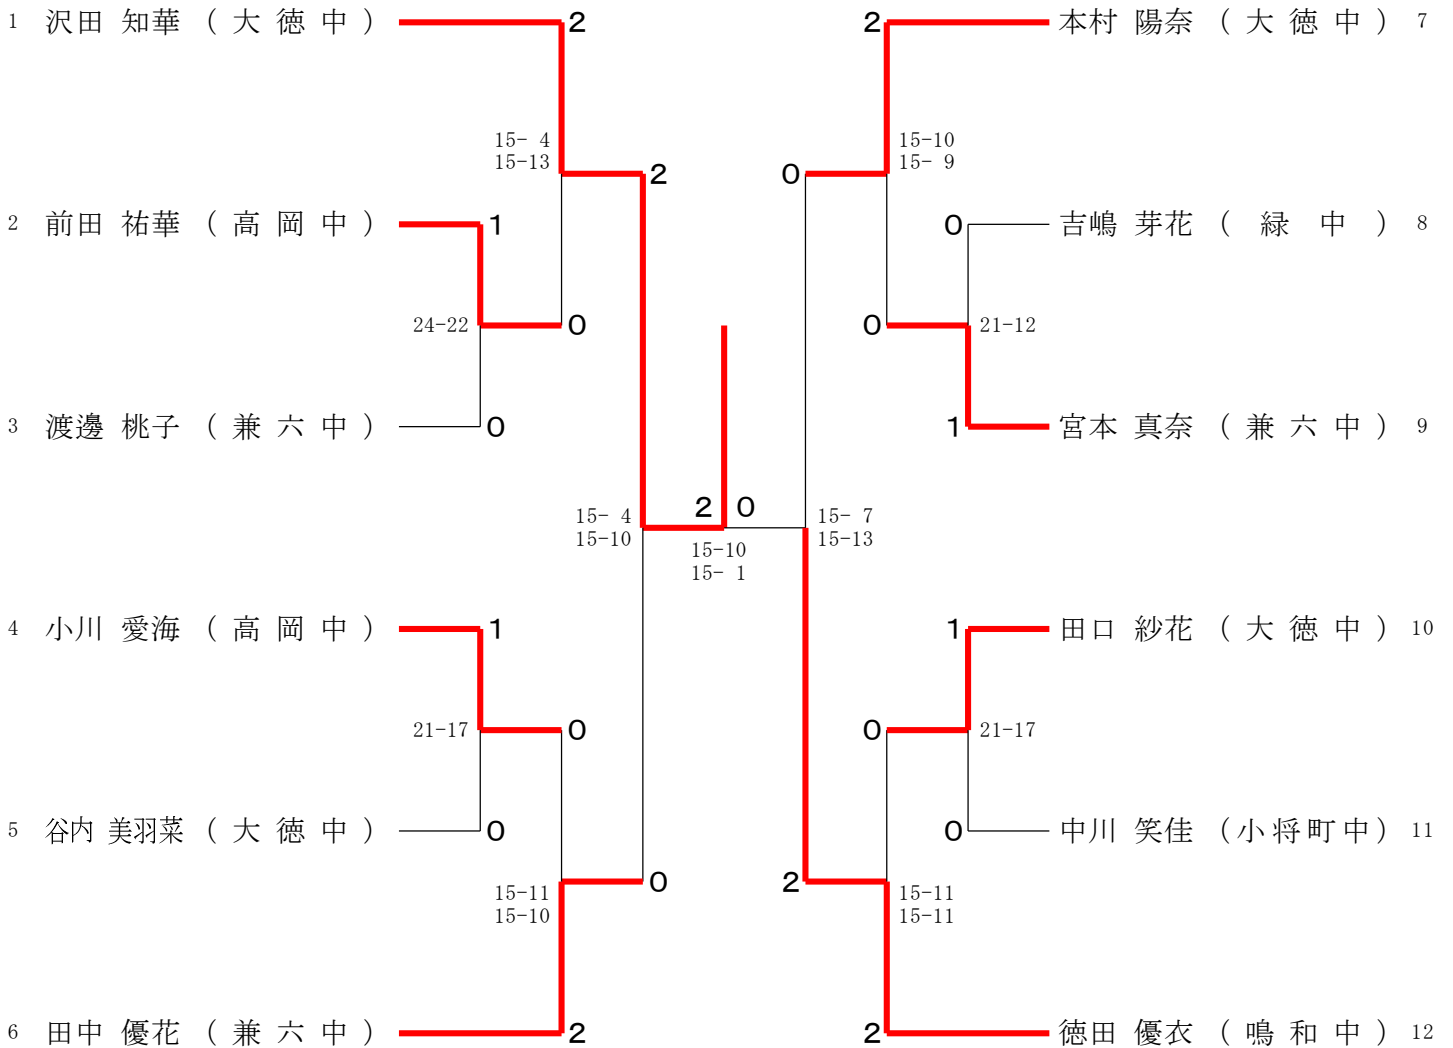 1 沢田 知華 ( 大 徳 中 ) 2
2 本村 陽奈 ( 大 徳 中 ) 7
15- 4
15-13
15-10
15- 9
2
0
2 前田 祐華 ( 高 岡 中 ) 1
0 吉嶋 芽花 ( 緑 中 ) 8
24-22
0
0
21-12
3 渡邊 桃子 ( 兼 六 中 ) 0
1 宮本 真奈 ( 兼 六 中 ) 9
15- 4
15-10
2 0
15-10
15- 1
15- 7
15-13
4 小川 愛海 ( 高 岡 中 ) 1
1 田口 紗花 ( 大 徳 中 ) 10
21-17
0
0
21-17
5 谷内 美羽菜 ( 大 徳 中 ) 0
0 中川 笑佳 ( 小 将 町 中 ) 11
15-11
15-10
0
2
15-11
15-11
6 田中 優花 ( 兼 六 中 ) 2
2 徳田 優衣 ( 鳴 和 中 ) 12